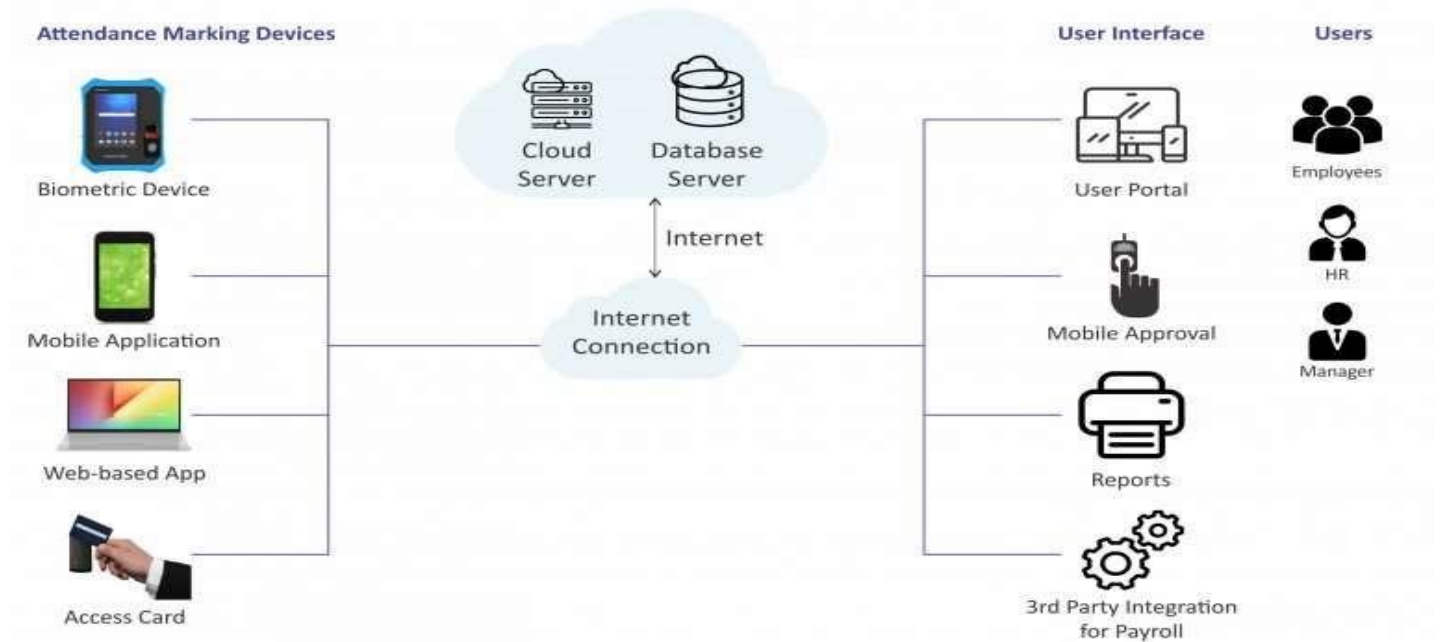 Attendance Marking Devices
User Interface
Users
Cloud
Server
Database
Server
Biometric Device
User Portal
Employees
Internet
HR
Mobile Application
Internet
Connection
Mobile Approval
Manager
Web-based App
Reports
Access Card
3rd Party Integration
for Payroll